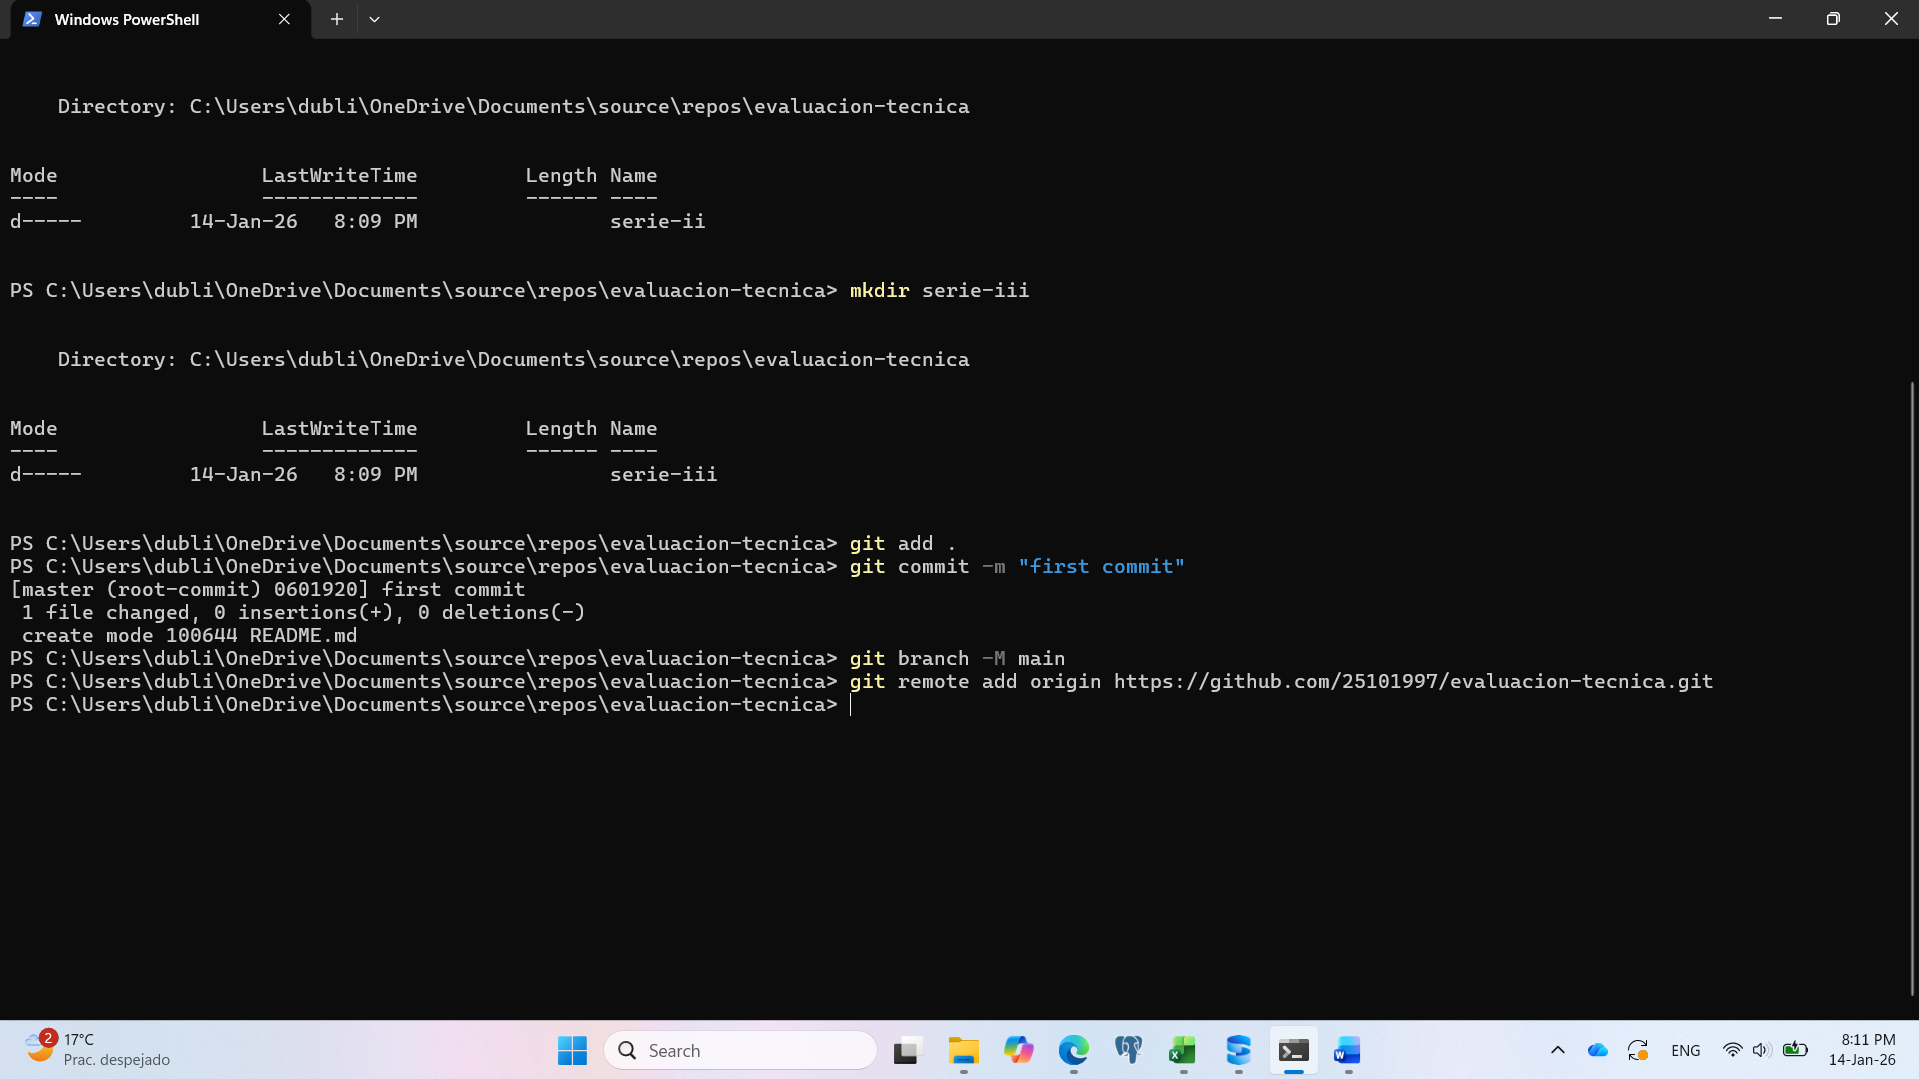 Windows PowerShell
Directory: C:\Users\dubli\OneDrive\Documents\source\repos\evaluacion-tecnica
Mode LastWriteTime Length Name
---- ------------- ------ ----
d----- 14-Jan-26 8:09 PM serie-ii
PS C:\Users\dubli\OneDrive\Documents\source\repos\evaluacion-tecnica> mkdir serie-iii
Directory: C:\Users\dubli\OneDrive\Documents\source\repos\evaluacion-tecnica
Mode LastWriteTime Length Name
---- ------------- ------ ----
d----- 14-Jan-26 8:09 PM serie-iii
PS C:\Users\dubli\OneDrive\Documents\source\repos\evaluacion-tecnica> git add .
PS C:\Users\dubli\OneDrive\Documents\source\repos\evaluacion-tecnica> git commit -m "first commit"
[master (root-commit) 0601920] first commit
1 file changed, 0 insertions(+), 0 deletions(-)
create mode 100644 README.md
PS C:\Users\dubli\OneDrive\Documents\source\repos\evaluacion-tecnica> git branch -M main
PS C:\Users\dubli\OneDrive\Documents\source\repos\evaluacion-tecnica> git remote add origin https://github.com/25101997/evaluacion-tecnica.git
PS C:\Users\dubli\OneDrive\Documents\source\repos\evaluacion-tecnica>
2
17°C
Prac. despejado
Search
ENG
8:11 PM
14-Jan-26